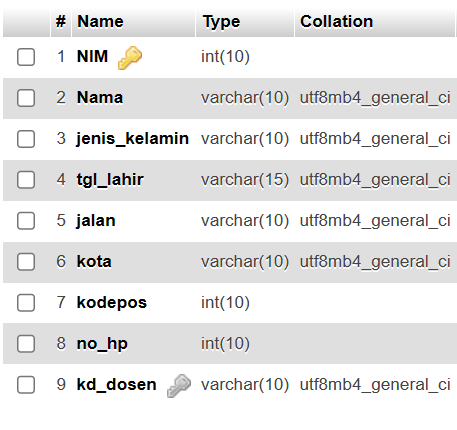 # Name Type Collation
1 NIM int(10)
2 Nama varchar(10) utf8mb4_general_ci
3 jenis_kelamin varchar(10) utf8mb4_general_ci
4 tgl_lahir varchar(15) utf8mb4_general_ci
5 jalan varchar(10) utf8mb4_general_ci
6 kota varchar(10) utf8mb4_general_ci
7 kodepos int(10)
8 no_hp int(10)
9 kd_dosen varchar(10) utf8mb4_general_ci